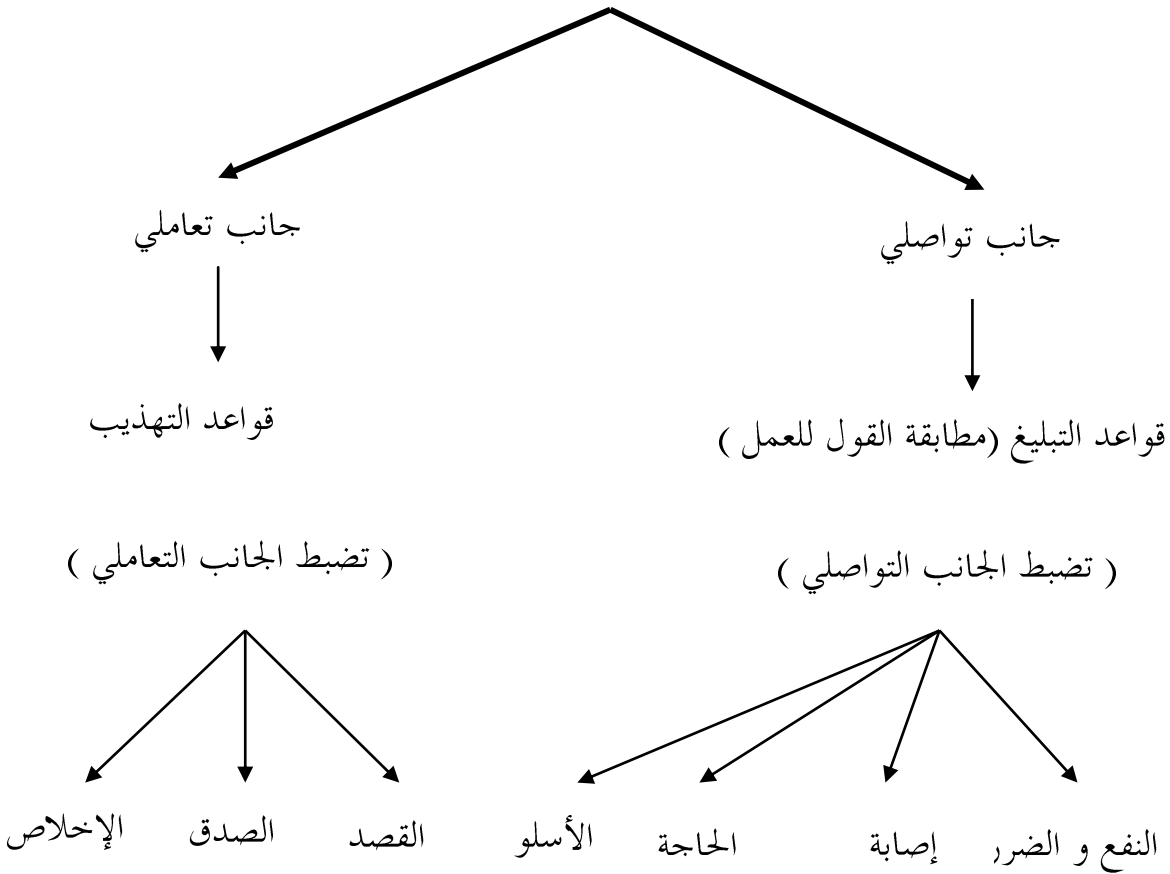 جانب تواصلي
جانب تعاملي
قواعد التبليغ (مطابقة القول للعمل )
قواعد التهذيب
( تضبط الجانب التواصلي )
( تضبط الجانب التعاملي )
النفع و الضرر
إصابة
الحاجة
الأسلو
القصد
الصدق
الإخلاص